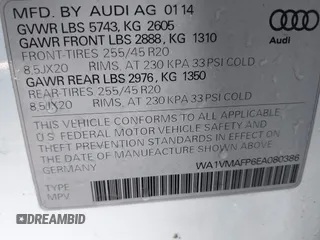 MFD. BY AUDI AG 0114
GVWR LBS 5743, KG 2605
GAWR FRONT LBS 2888, KG 1310
FRONT-TIRES 255/45 R20
8.5JX20 RIMS, AT 230 KPA 33 PSI COLD
GAWR REAR LBS 2976, KG 1350
REAR-TIRES 255/45 R20
8.5JX20 RIMS, AT 230 KPA 33 PSI COLD
Audi
THIS VEHICLE CONFORMS TO ALL APPLICABLE
U.S. FEDERAL MOTOR VEHICLE SAFETY AND
THEFT PREVENTION STANDARDS IN EFFECT ON THE
DATE OF MANUFACTURE SHOWN ABOVE.
GERMANY
WA1VMAFP6EA080386
TYPE :
MPV
DREAMBID